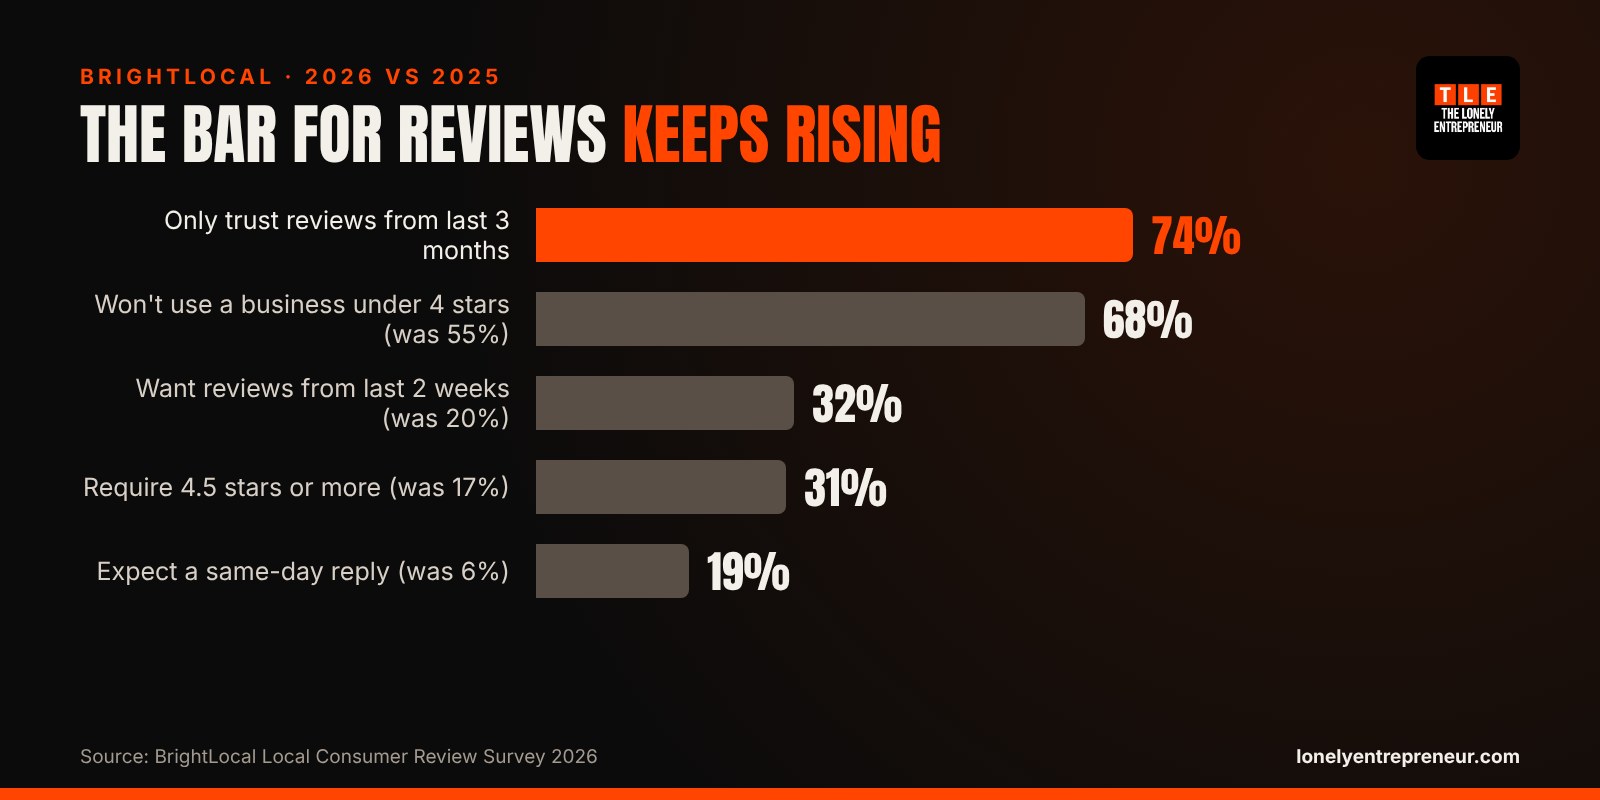 BRIGHTLOCAL · 2026 VS 2025
THE BAR FOR REVIEWS KEEPS RISING
TLE
THE LONELY
ENTREPRENEUR
Only trust reviews from last 3
months
74%
Won't use a business under 4 stars
(was 55%)
68%
Want reviews from last 2 weeks
(was 20%)
32%
Require 4.5 stars or more (was 17%)
31%
Expect a same-day reply (was 6%)
19%
Source: BrightLocal Local Consumer Review Survey 2026
lonelyentrepreneur.com